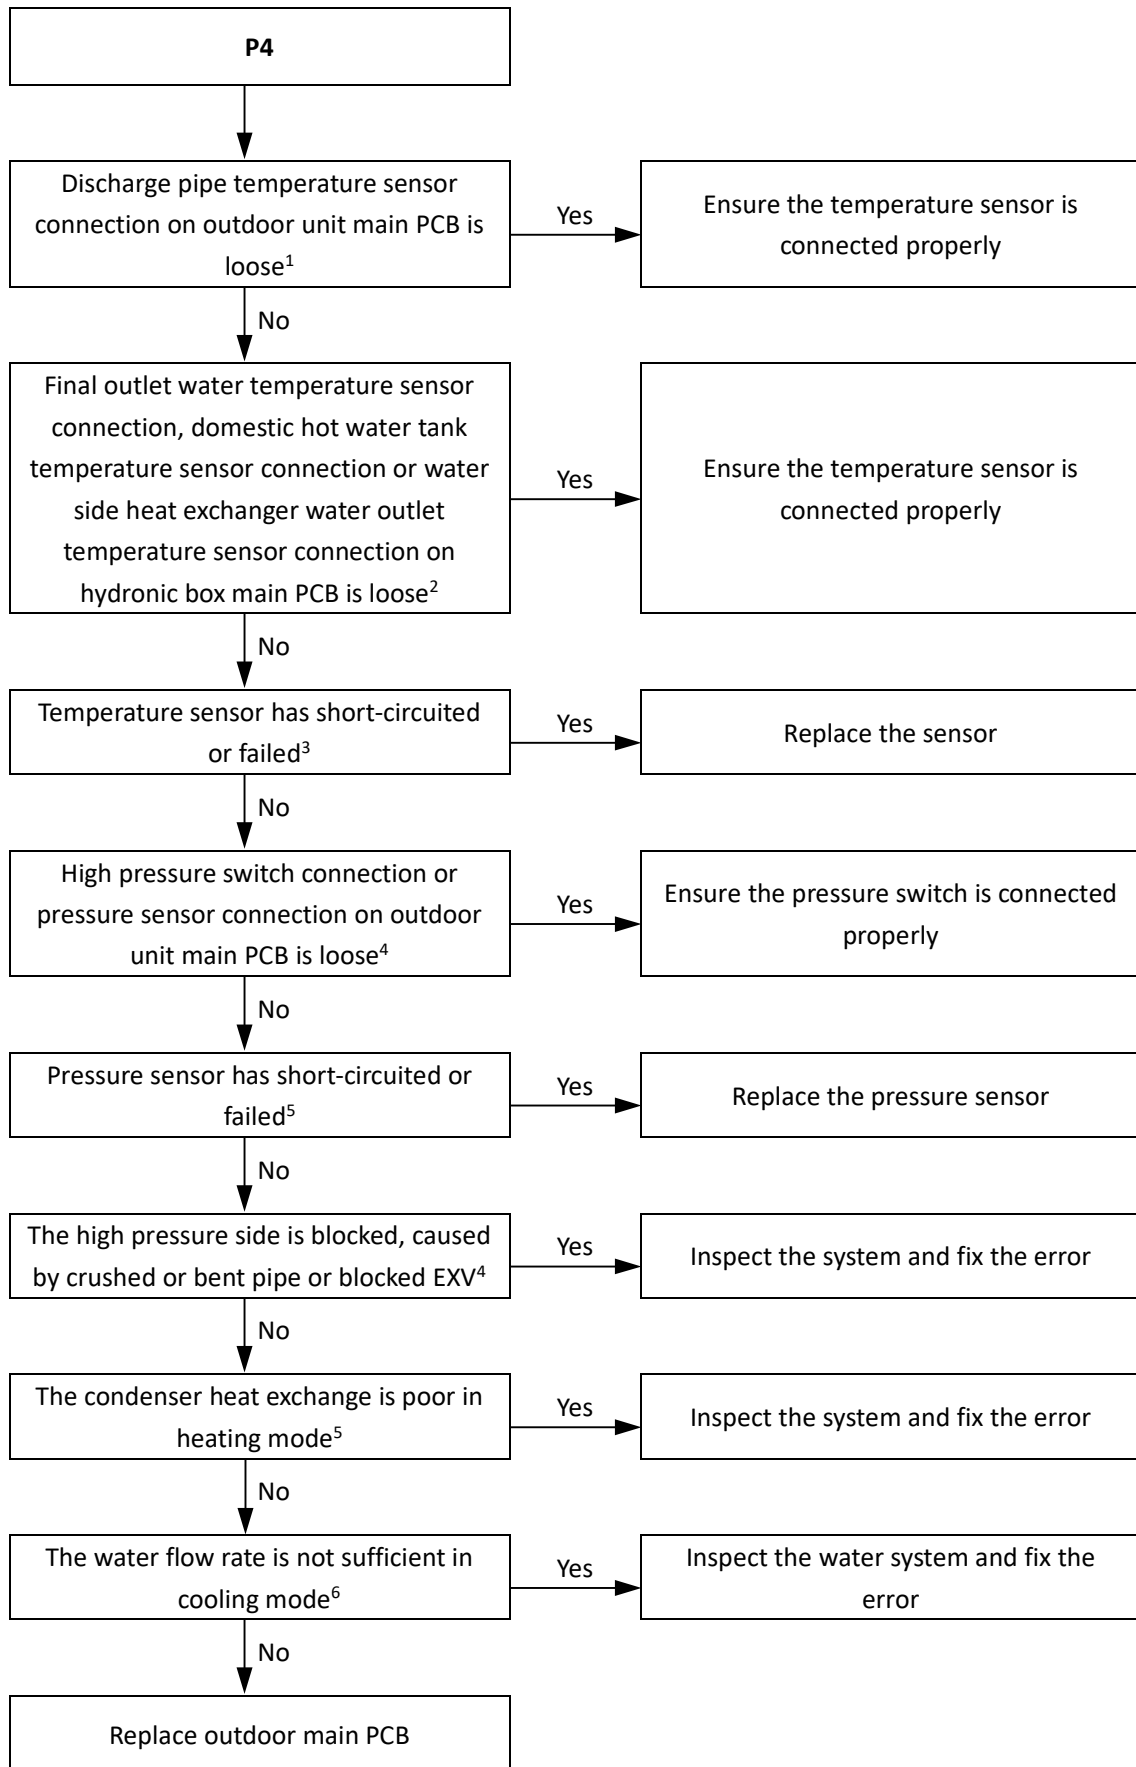 P4
Discharge pipe temperature sensor
connection on outdoor unit main PCB is
loose¹
Yes
Ensure the temperature sensor is
connected properly
No
Final outlet water temperature sensor
connection, domestic hot water tank
temperature sensor connection or water
side heat exchanger water outlet
temperature sensor connection on
hydronic box main PCB is loose²
Yes
Ensure the temperature sensor is
connected properly
No
Temperature sensor has short-circuited
or failed³
Yes
Replace the sensor
No
High pressure switch connection or
pressure sensor connection on outdoor
unit main PCB is loose⁴
Yes
Ensure the pressure switch is connected
properly
No
Pressure sensor has short-circuited or
failed⁵
Yes
Replace the pressure sensor
No
The high pressure side is blocked, caused
by crushed or bent pipe or blocked EXV⁴
Yes
Inspect the system and fix the error
No
The condenser heat exchange is poor in
heating mode⁵
Yes
Inspect the system and fix the error
No
The water flow rate is not sufficient in
cooling mode⁶
Yes
Inspect the water system and fix the
error
No
Replace outdoor main PCB